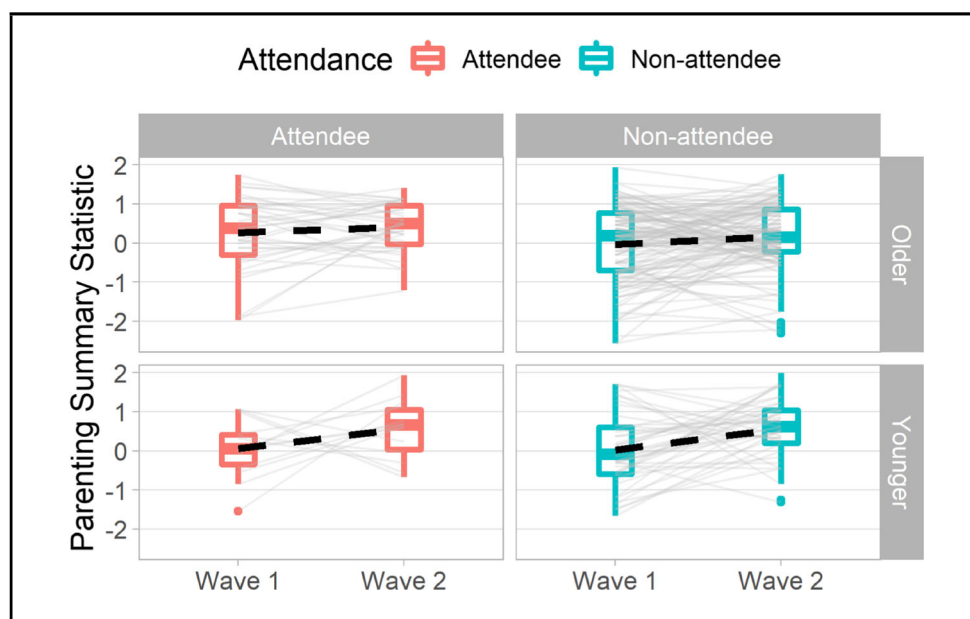 Attendance Attendee Non-attendee
Attendee Non-attendee
Parenting Summary Statistic
2
1
0
-1
-2
Older
2
1
0
-1
-2
Younger
Wave 1 Wave 2 Wave 1 Wave 2